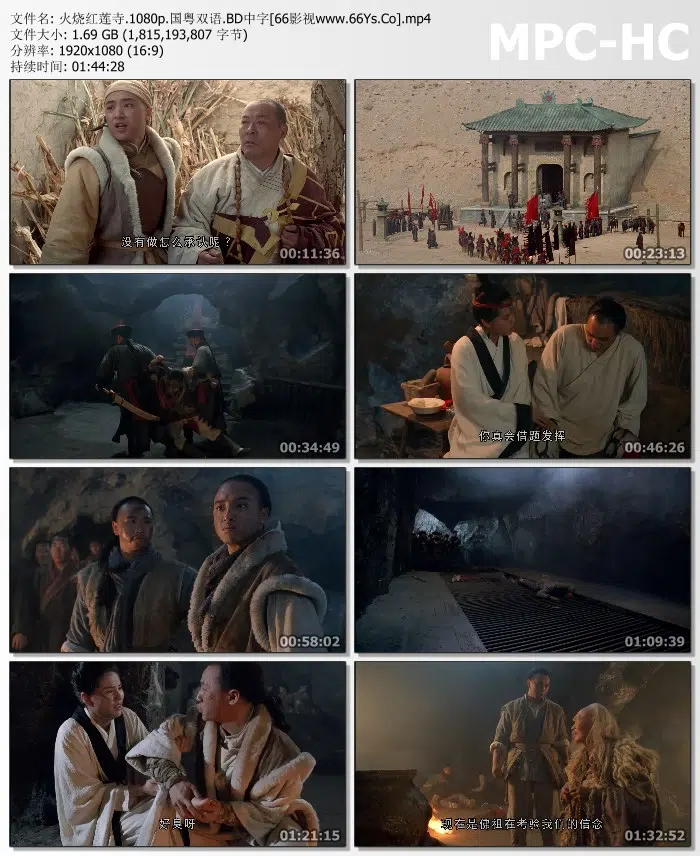 文件名: 火烧红莲寺.1080p.国粤双语.BD中字[66影视www.66Ys.Co].mp4
MPC-HC
文件大小: 1.69 GB (1,815,193,807 字节)
分辨率: 1920x1080 (16:9)
持续时间: 01:44:28
没有做怎么承认呢？
00:11:36
00:23:13
00:34:49
你真会借题发挥
00:46:26
00:58:02
01:09:39
好臭呀
01:21:15
现在是佛祖在考验我们的信念
01:32:52